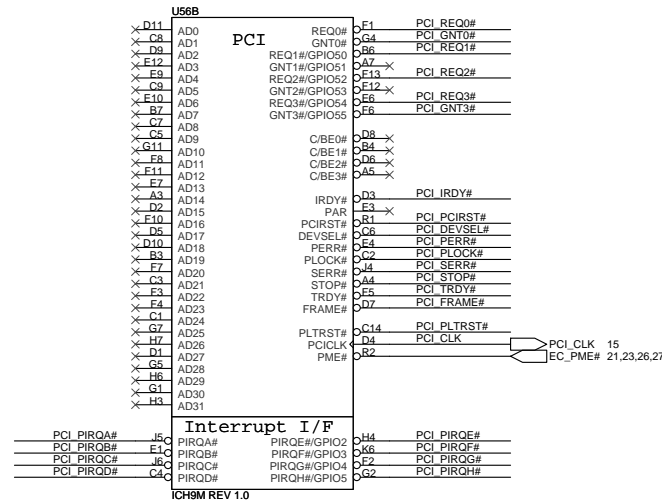 U56B
PCI
D11 AD0
C8 AD1
D9 AD2
E12 AD3
E9 AD4
C9 AD5
E10 AD6
B7 AD7
C7 AD8
C5 AD9
G11 AD10
F8 AD11
F11 AD12
E7 AD13
A3 AD14
D2 AD15
F10 AD16
D5 AD17
D10 AD18
B3 AD19
F7 AD20
C3 AD21
F3 AD22
F4 AD23
C1 AD24
G7 AD25
H7 AD26
D1 AD27
G5 AD28
H6 AD29
G1 AD30
H3 AD31
REQ0# F1 PCI_REQ0#
GNT0# G4 PCI_GNT0#
REQ1#/GPIO50 B6 PCI_REQ1#
GNT1#/GPIO51 A7
REQ2#/GPIO52 F13 PCI_REQ2#
GNT2#/GPIO53 F12
REQ3#/GPIO54 E6 PCI_REQ3#
GNT3#/GPIO55 F6 PCI_GNT3#
C/BE0# D8
C/BE1# B4
C/BE2# D6
C/BE3# A5
IRDY# D3 PCI_IRDY#
PAR E3
PCIRST# R1 PCI_PCIRST#
DEVSEL# C6 PCI_DEVSEL#
PERR# E4 PCI_PERR#
PLOCK# C2 PCI_PLOCK#
SERR# J4 PCI_SERR#
STOP# A4 PCI_STOP#
TRDY# F5 PCI_TRDY#
FRAME# D7 PCI_FRAME#
PLTRST# C14 PCI_PLTRST#
PCICLK D4 PCI_CLK PCI_CLK 15
PME# R2 EC_PME# 21,23,26,27
Interrupt I/F
PCI_PIRQA# J5 PIRQA# PIRQE#/GPIO2 H4 PCI_PIRQE#
PCI_PIRQB# E1 PIRQB# PIRQF#/GPIO3 K6 PCI_PIRQF#
PCI_PIRQC# J6 PIRQC# PIRQG#/GPIO4 F2 PCI_PIRQG#
PCI_PIRQD# C4 PIRQD# PIRQH#/GPIO5 G2 PCI_PIRQH#
ICH9M REV 1.0